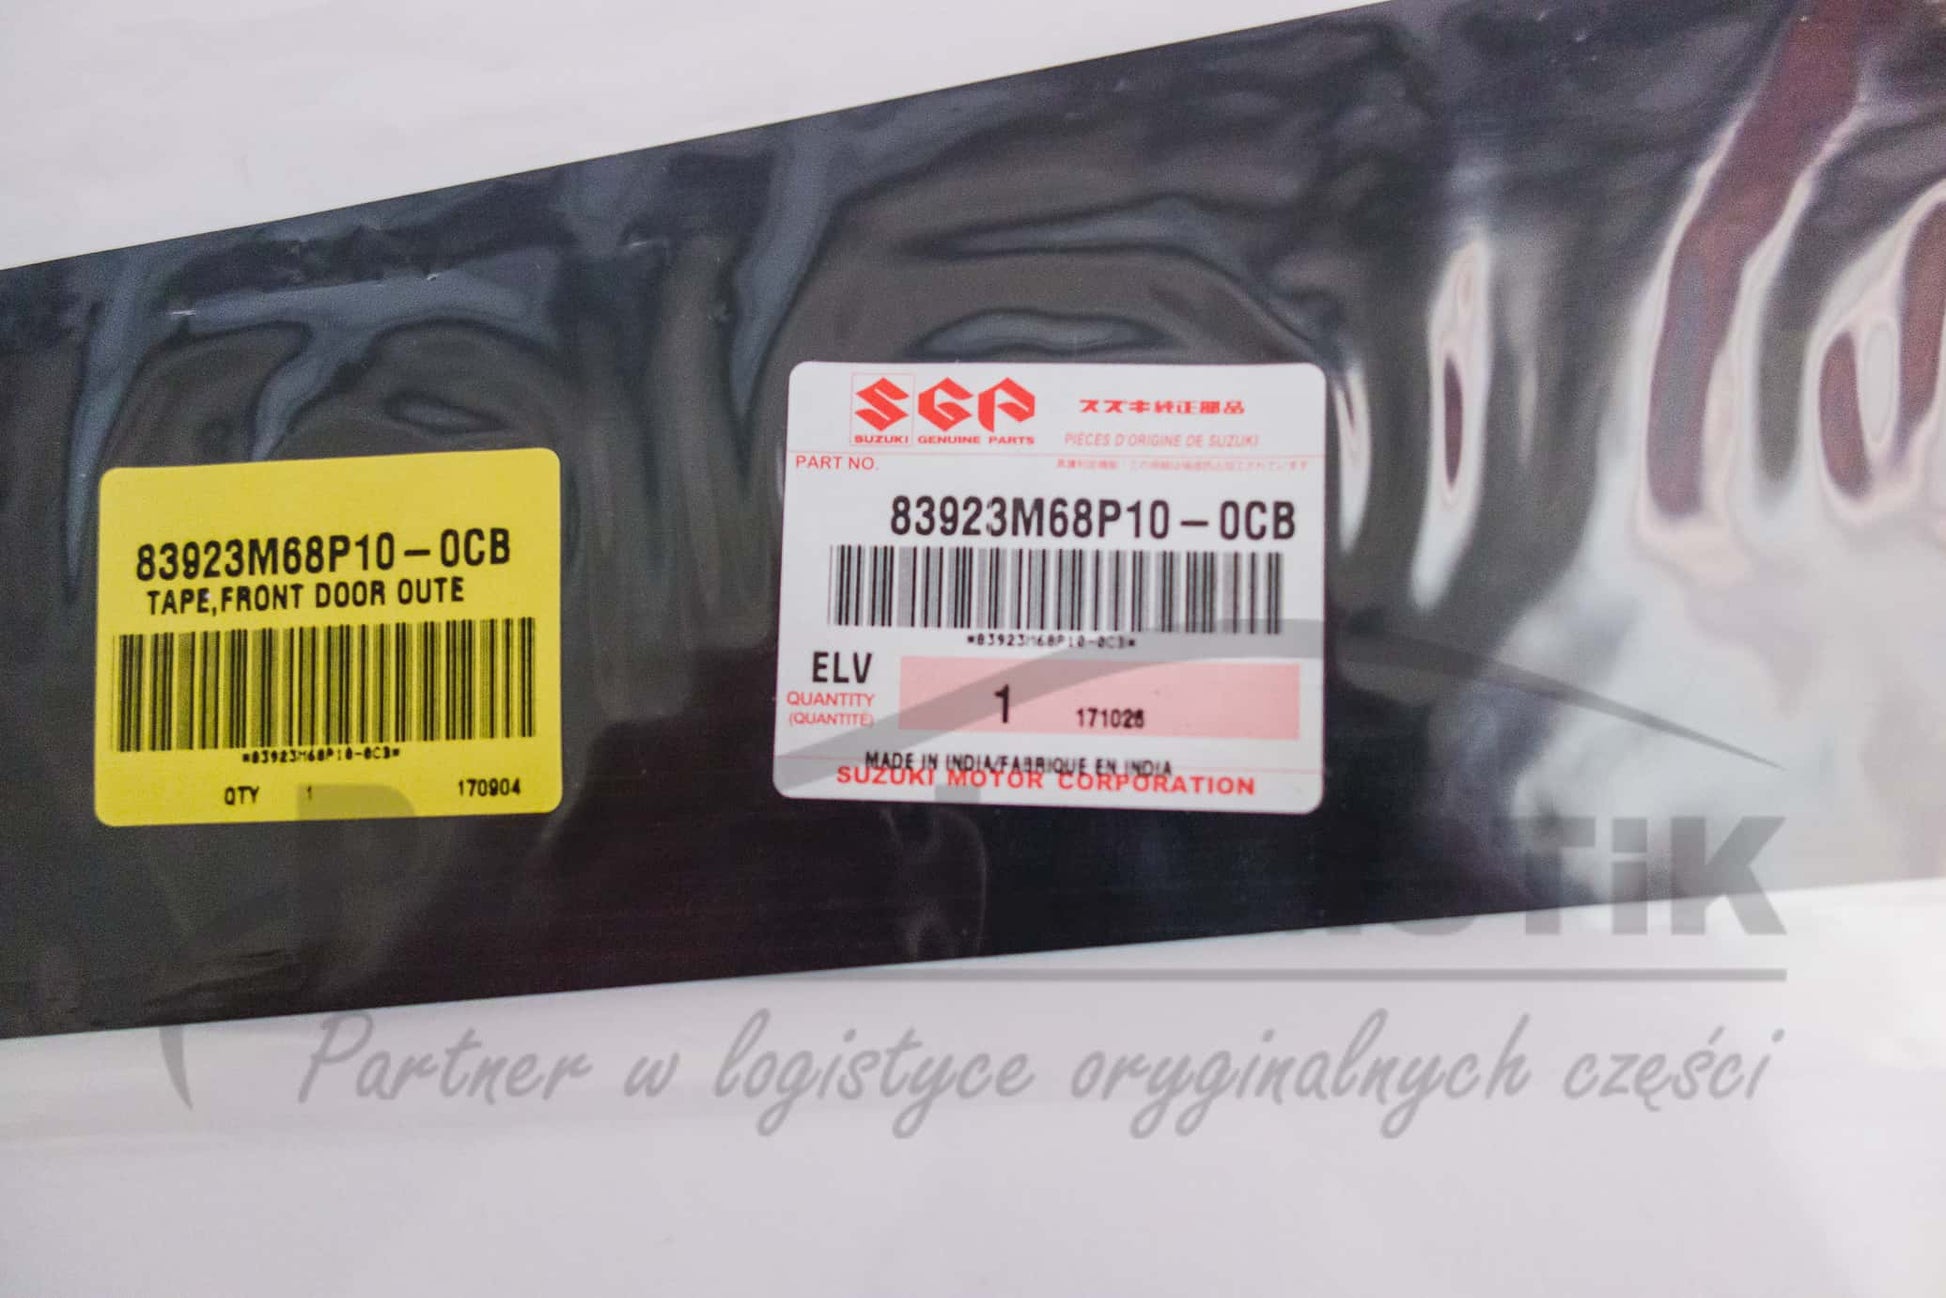 83923M68P10-0CB
TAPE,FRONT DOOR OUTE
*83923M68P10-0CB*
QTY 1 170904
SGP スズキ純正部品
SUZUKI GENUINE PARTS PIÈCES D'ORIGINE DE SUZUKI
PART NO.
83923M68P10-0CB
*83923M68P10-0CB*
ELV
QUANTITY
(QUANTITÉ)
1 171026
MADE IN INDIA/FABRIQUE EN INDIA
SUZUKI MOTOR CORPORATION
Partner w logistyce oryginalnych części